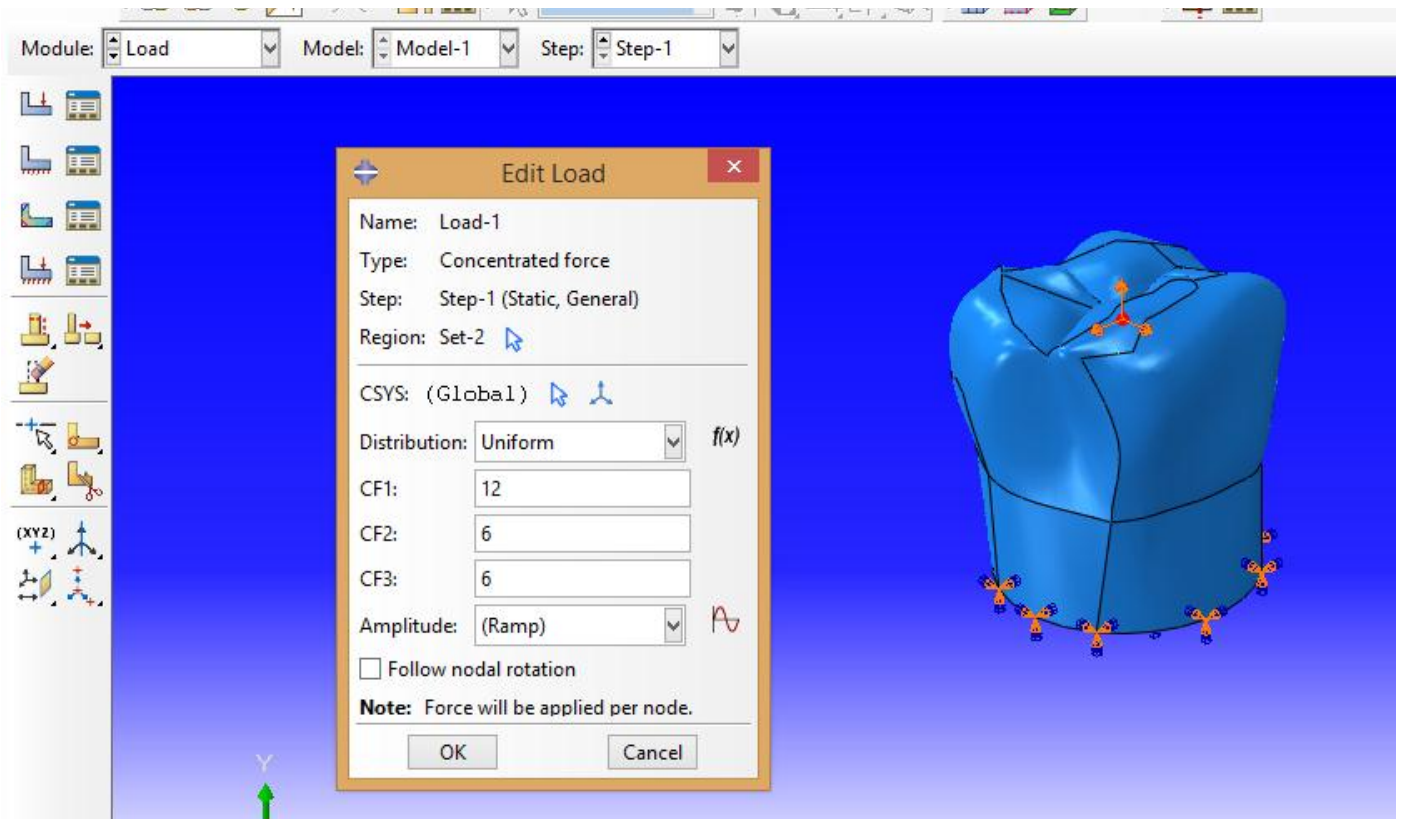 Module: Load Model: Model-1 Step: Step-1
Edit Load
Name: Load-1
Type: Concentrated force
Step: Step-1 (Static, General)
Region: Set-2
CSYS: (Global)
Distribution: Uniform f(x)
CF1: 12
CF2: 6
CF3: 6
Amplitude: (Ramp)
Follow nodal rotation
Note: Force will be applied per node.
OK Cancel
(XYZ)
Y